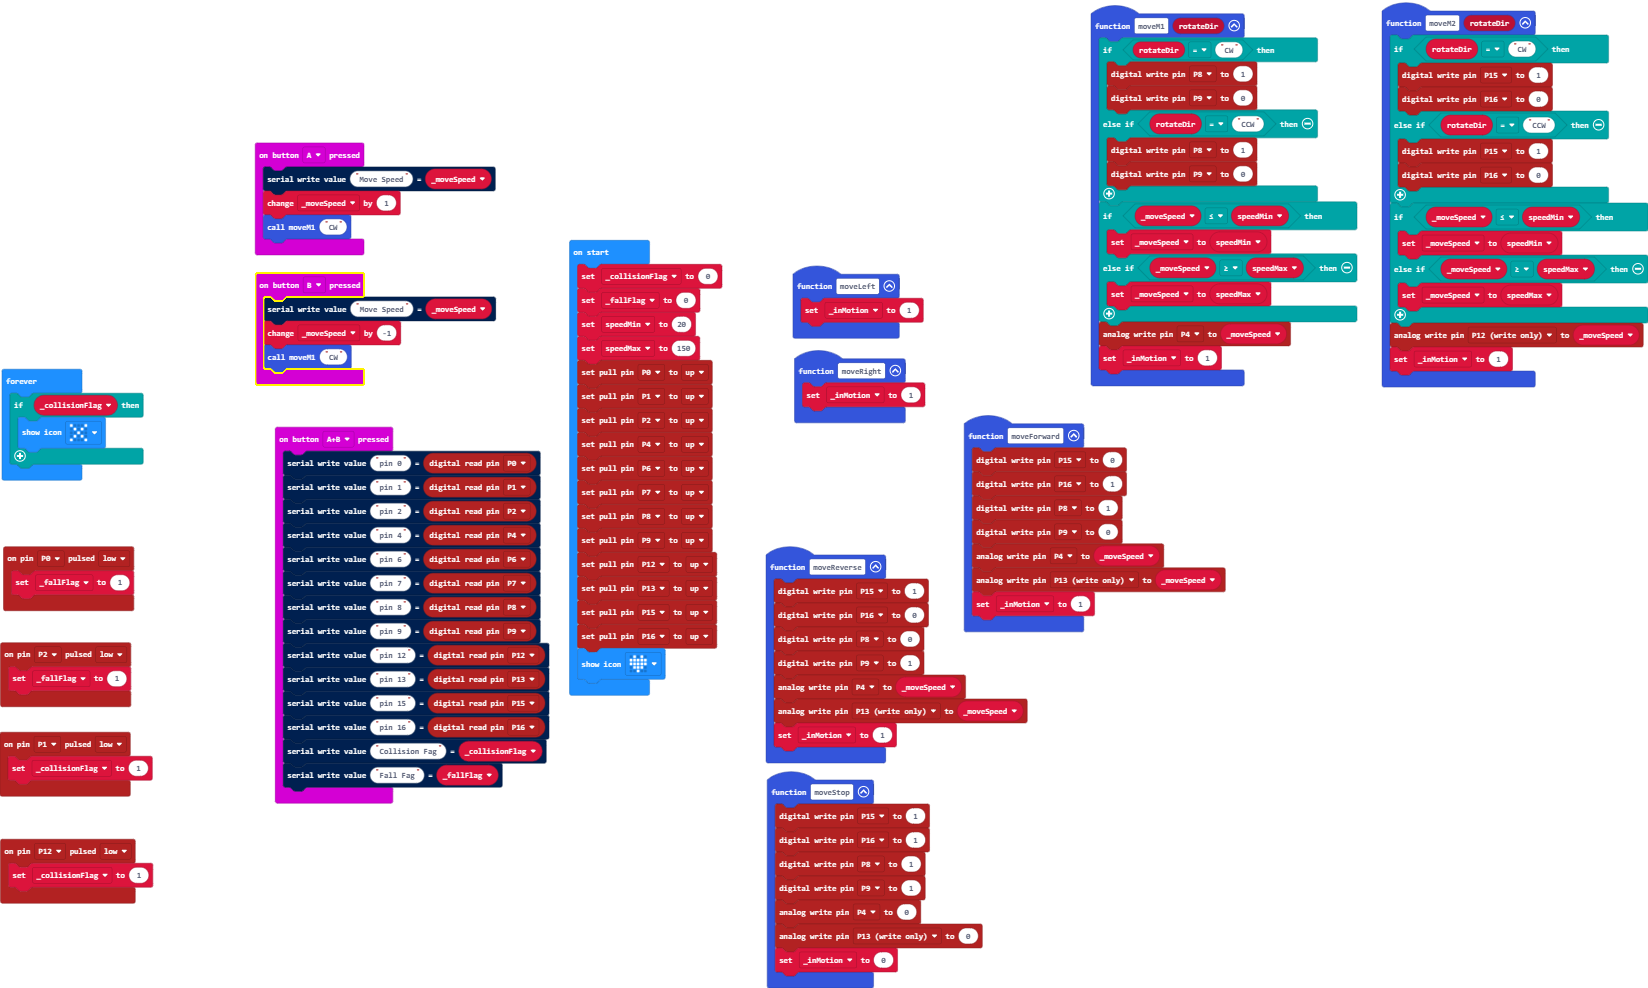 forever
if _collisionFlag then
show icon
on pin P0 pulsed low
set _fallFlag to 1
on pin P2 pulsed low
set _fallFlag to 1
on pin P1 pulsed low
set _collisionFlag to 1
on pin P12 pulsed low
set _collisionFlag to 1
on button A pressed
serial write value "Move Speed" = _moveSpeed
change _moveSpeed by 1
call moveM1 "CW"
on button B pressed
serial write value "Move Speed" = _moveSpeed
change _moveSpeed by -1
call moveM1 "CW"
on button A+B pressed
serial write value "pin 0" = digital read pin P0
serial write value "pin 1" = digital read pin P1
serial write value "pin 2" = digital read pin P2
serial write value "pin 4" = digital read pin P4
serial write value "pin 6" = digital read pin P6
serial write value "pin 7" = digital read pin P7
serial write value "pin 8" = digital read pin P8
serial write value "pin 9" = digital read pin P9
serial write value "pin 12" = digital read pin P12
serial write value "pin 13" = digital read pin P13
serial write value "pin 15" = digital read pin P15
serial write value "pin 16" = digital read pin P16
serial write value "Collision Fag" = _collisionFlag
serial write value "Fall Fag" = _fallFlag
on start
set _collisionFlag to 0
set _fallFlag to 0
set speedMin to 20
set speedMax to 150
set pull pin P0 to up
set pull pin P1 to up
set pull pin P2 to up
set pull pin P4 to up
set pull pin P6 to up
set pull pin P7 to up
set pull pin P8 to up
set pull pin P9 to up
set pull pin P12 to up
set pull pin P13 to up
set pull pin P15 to up
set pull pin P16 to up
show icon
function moveLeft
set _inMotion to 1
function moveRight
set _inMotion to 1
function moveReverse
digital write pin P15 to 1
digital write pin P16 to 0
digital write pin P8 to 0
digital write pin P9 to 1
analog write pin P4 to _moveSpeed
analog write pin P13 (write only) to _moveSpeed
set _inMotion to 1
function moveStop
digital write pin P15 to 1
digital write pin P16 to 1
digital write pin P8 to 1
digital write pin P9 to 1
analog write pin P4 to 0
analog write pin P13 (write only) to 0
set _inMotion to 0
function moveForward
digital write pin P15 to 0
digital write pin P16 to 1
digital write pin P8 to 1
digital write pin P9 to 0
analog write pin P4 to _moveSpeed
analog write pin P13 (write only) to _moveSpeed
set _inMotion to 1
function moveM1 rotateDir
if rotateDir = "CW" then
digital write pin P8 to 1
digital write pin P9 to 0
else if rotateDir = "CCW" then
digital write pin P8 to 1
digital write pin P9 to 0
if _moveSpeed ≤ speedMin then
set _moveSpeed to speedMin
else if _moveSpeed ≥ speedMax then
set _moveSpeed to speedMax
analog write pin P4 to _moveSpeed
set _inMotion to 1
function moveM2 rotateDir
if rotateDir = "CW" then
digital write pin P15 to 1
digital write pin P16 to 0
else if rotateDir = "CCW" then
digital write pin P15 to 1
digital write pin P16 to 0
if _moveSpeed ≤ speedMin then
set _moveSpeed to speedMin
else if _moveSpeed ≥ speedMax then
set _moveSpeed to speedMax
analog write pin P12 (write only) to _moveSpeed
set _inMotion to 1